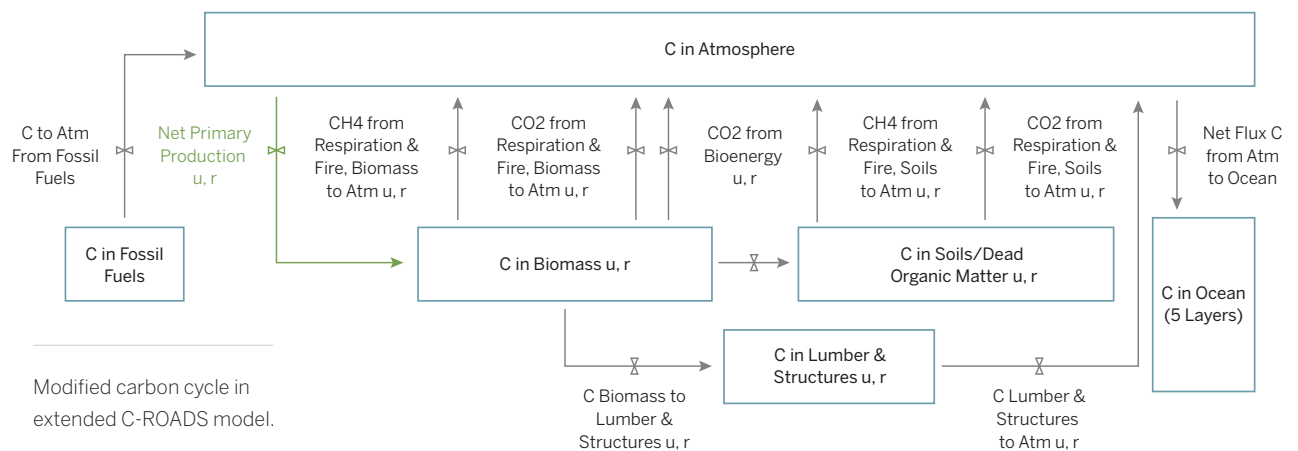 C in Atmosphere
C to Atm
From Fossil
Fuels
Net Primary
Production
u, r
CH4 from
Respiration &
Fire, Biomass
to Atm u, r
CO2 from
Respiration &
Fire, Biomass
to Atm u, r
CO2 from
Bioenergy
u, r
CH4 from
Respiration &
Fire, Soils
to Atm u, r
CO2 from
Respiration &
Fire, Soils
to Atm u, r
Net Flux C
from Atm
to Ocean
C in Fossil
Fuels
C in Biomass u, r
C in Soils/Dead
Organic Matter u, r
C in Ocean
(5 Layers)
C in Lumber &
Structures u, r
C Biomass to
Lumber &
Structures u, r
C Lumber &
Structures
to Atm u, r
Modified carbon cycle in
extended C-ROADS model.